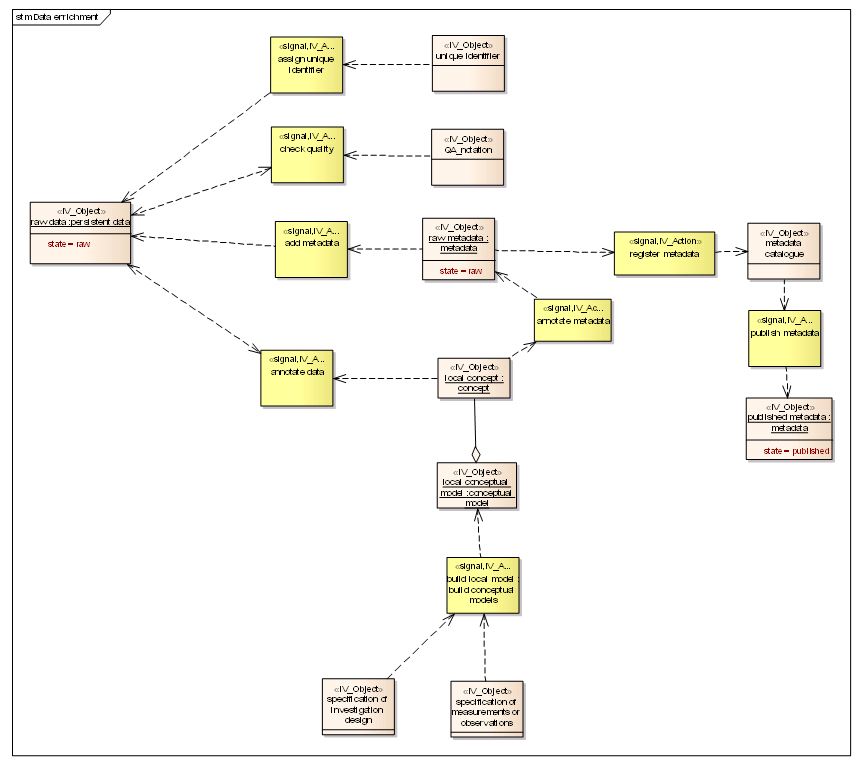 stm Data enrichment
«signal,IV_A...
assign unique
identifier
«IV_Object»
unique identifier
«signal,IV_A...
check quality
«IV_Object»
QA_notation
«IV_Object»
raw data :persistent data
state = raw
«signal,IV_A...
add metadata
«IV_Object»
raw metadata :
metadata
state = raw
«signal,IV_Action»
register metadata
«IV_Object»
metadata
catalogue
«signal,IV_Ac...
annotate metadata
«signal,IV_A...
publish metadata
«signal,IV_A...
annotate data
«IV_Object»
local concept :
concept
«IV_Object»
published metadata :
metadata
state = published
«IV_Object»
local conceptual
model :conceptual
model
«signal,IV_A...
build local model :
build conceptual
models
«IV_Object»
specification of
investigation
design
«IV_Object»
specification of
measurements or
observations